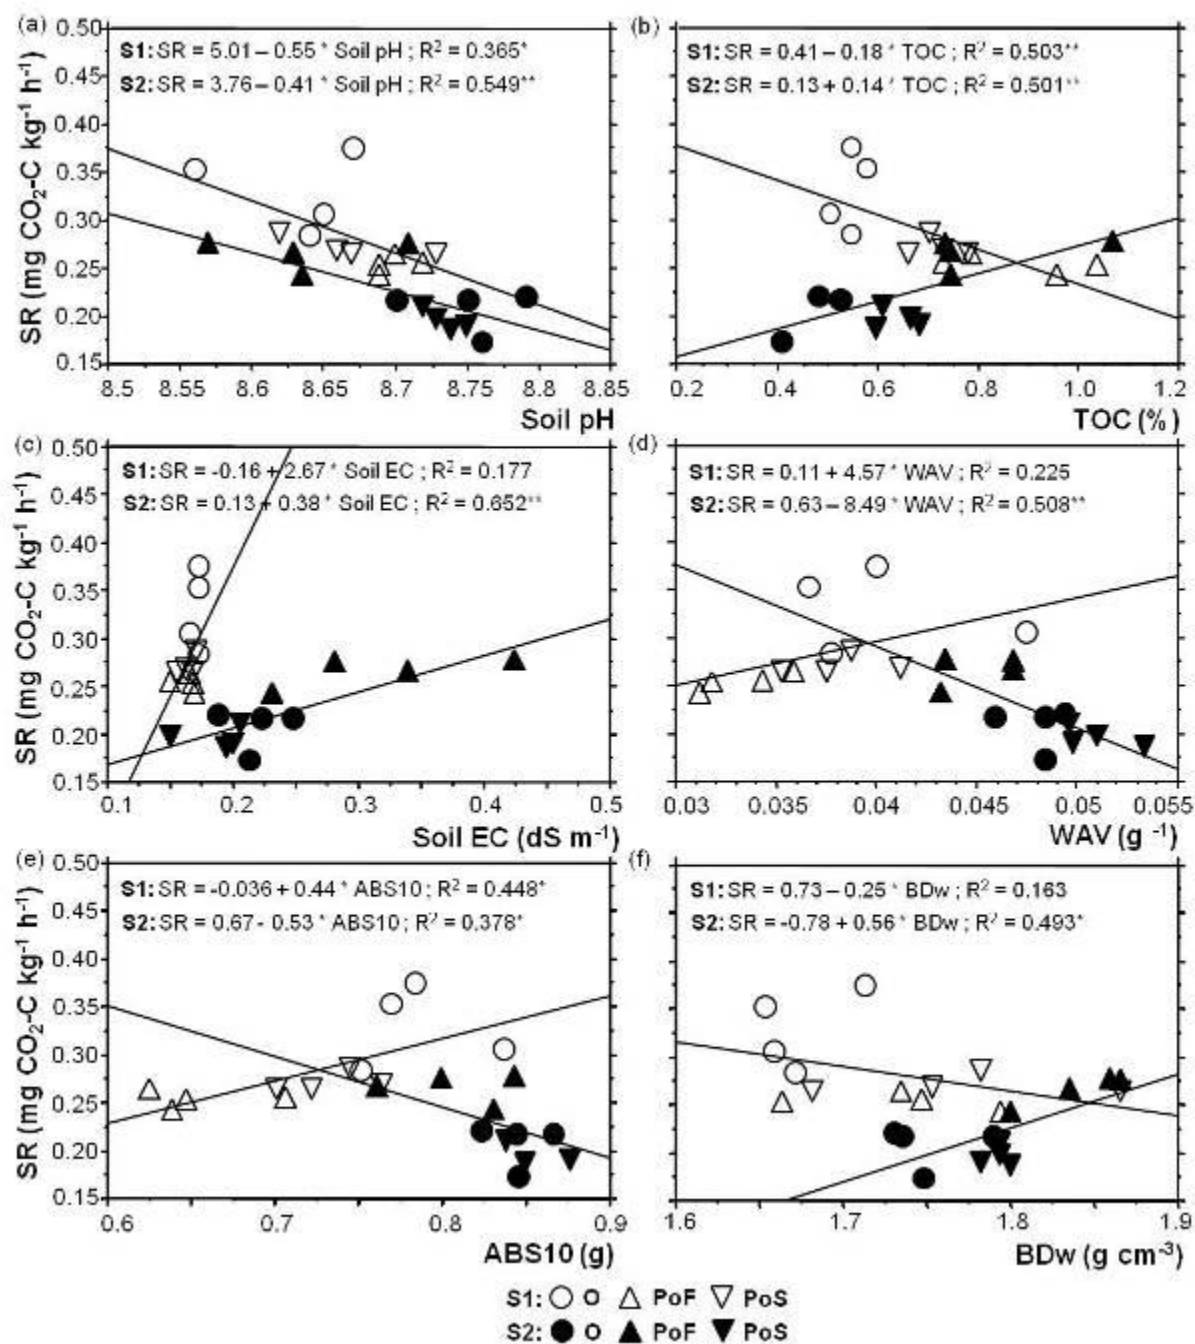 (a)
S1: SR = 5.01 – 0.55 * Soil pH ; R² = 0.365*
S2: SR = 3.76 – 0.41 * Soil pH ; R² = 0.549**
SR (mg CO₂-C kg⁻¹ h⁻¹)
0.50
0.45
0.40
0.35
0.30
0.25
0.20
0.15
8.5 8.55 8.6 8.65 8.7 8.75 8.8 8.85
Soil pH
(b)
S1: SR = 0.41 – 0.18 * TOC ; R² = 0.503**
S2: SR = 0.13 + 0.14 * TOC ; R² = 0.501**
0.2 0.4 0.6 0.8 1.0 1.2
TOC (%)
(c)
S1: SR = -0.16 + 2.67 * Soil EC ; R² = 0.177
S2: SR = 0.13 + 0.38 * Soil EC ; R² = 0.652**
SR (mg CO₂-C kg⁻¹ h⁻¹)
0.50
0.45
0.40
0.35
0.30
0.25
0.20
0.15
0.1 0.2 0.3 0.4 0.5
Soil EC (dS m⁻¹)
(d)
S1: SR = 0.11 + 4.57 * WAV ; R² = 0.225
S2: SR = 0.63 – 8.49 * WAV ; R² = 0.508**
0.03 0.035 0.04 0.045 0.05 0.055
WAV (g ⁻¹)
(e)
S1: SR = -0.036 + 0.44 * ABS10 ; R² = 0.448*
S2: SR = 0.67 - 0.53 * ABS10 ; R² = 0.378*
SR (mg CO₂-C kg⁻¹ h⁻¹)
0.50
0.45
0.40
0.35
0.30
0.25
0.20
0.15
0.6 0.7 0.8 0.9
ABS10 (g)
(f)
S1: SR = 0.73 – 0.25 * BDw ; R² = 0.163
S2: SR = -0.78 + 0.56 * BDw ; R² = 0.493*
1.6 1.7 1.8 1.9
BDw (g cm⁻³)
S1: O PoF PoS
S2: O PoF PoS